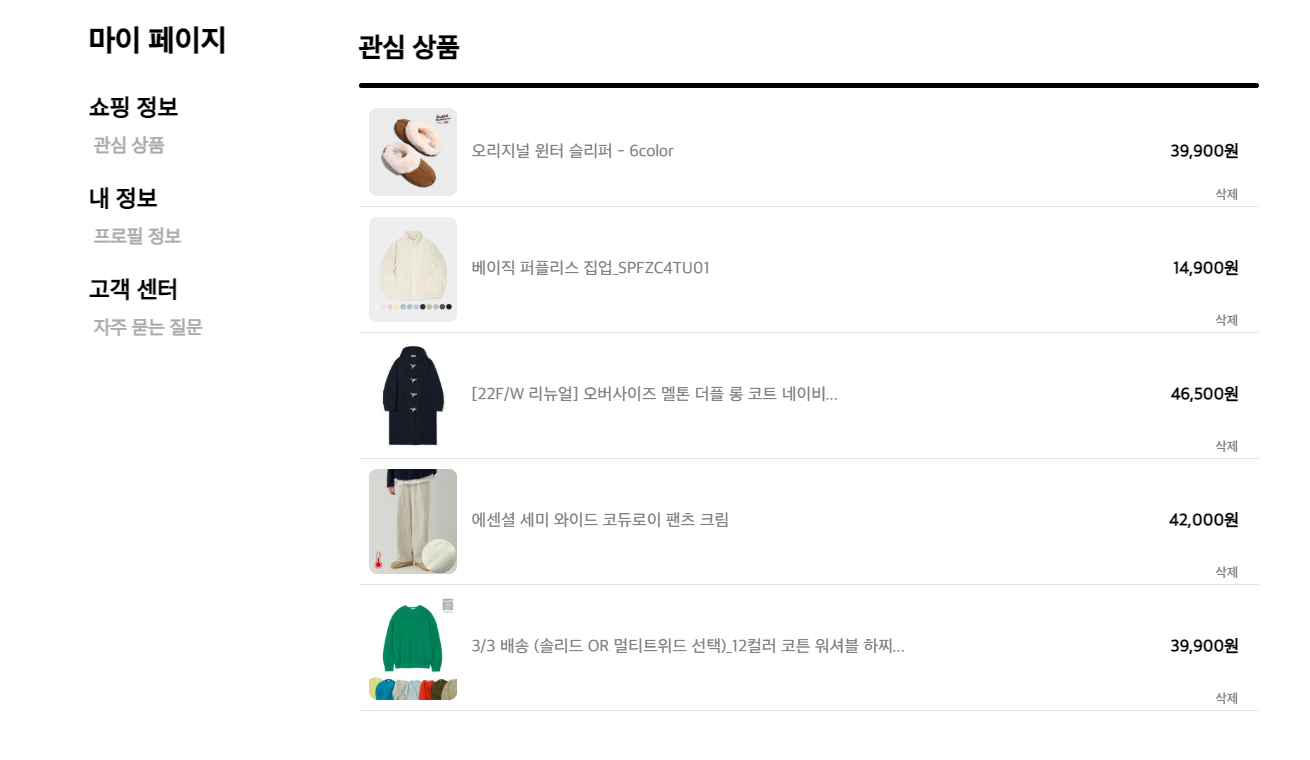 마이 페이지
쇼핑 정보
관심 상품
내 정보
프로필 정보
고객 센터
자주 묻는 질문
관심 상품
오리지널 윈터 슬리퍼 - 6color
39,900원
삭제
베이직 퍼플리스 집업_SPFZC4TU01
14,900원
삭제
[22F/W 리뉴얼] 오버사이즈 멜톤 더플 롱 코트 네이비...
46,500원
삭제
에센셜 세미 와이드 코듀로이 팬츠 크림
42,000원
삭제
3/3 배송 (솔리드 OR 멀티트위드 선택)_12컬러 코튼 워셔블 하찌...
39,900원
삭제